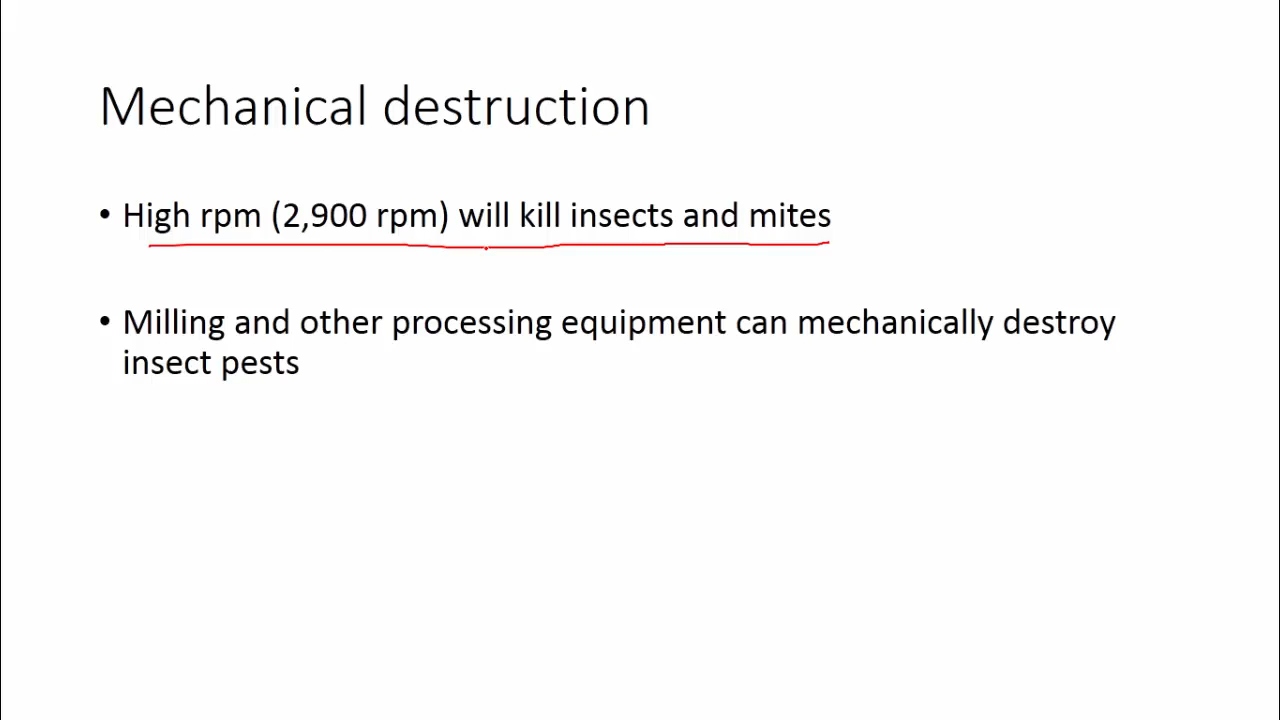 Mechanical destruction
• High rpm (2,900 rpm) will kill insects and mites
• Milling and other processing equipment can mechanically destroy
insect pests